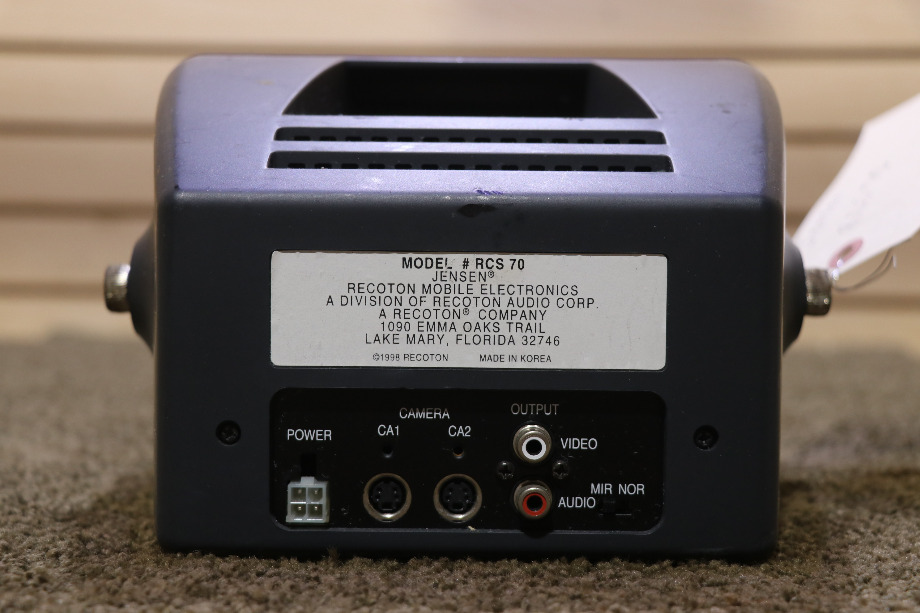 MODEL # RCS 70
JENSEN®
RECOTON MOBILE ELECTRONICS
A DIVISION OF RECOTON AUDIO CORP.
A RECOTON® COMPANY
1090 EMMA OAKS TRAIL
LAKE MARY, FLORIDA 32746
©1998 RECOTON MADE IN KOREA
POWER
CAMERA
CA1 CA2
OUTPUT
VIDEO
AUDIO
MIR NOR